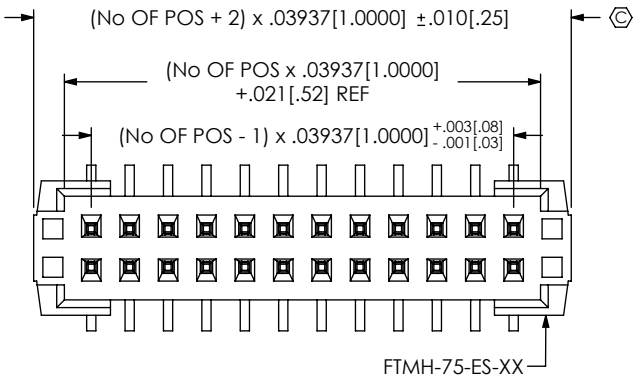 (No OF POS + 2) x .03937[1.0000] ±.010[.25]
C
(No OF POS x .03937[1.0000]
+.021[.52] REF
(No OF POS - 1) x .03937[1.0000] +.003[.08]
- .001[.03]
FTMH-75-ES-XX